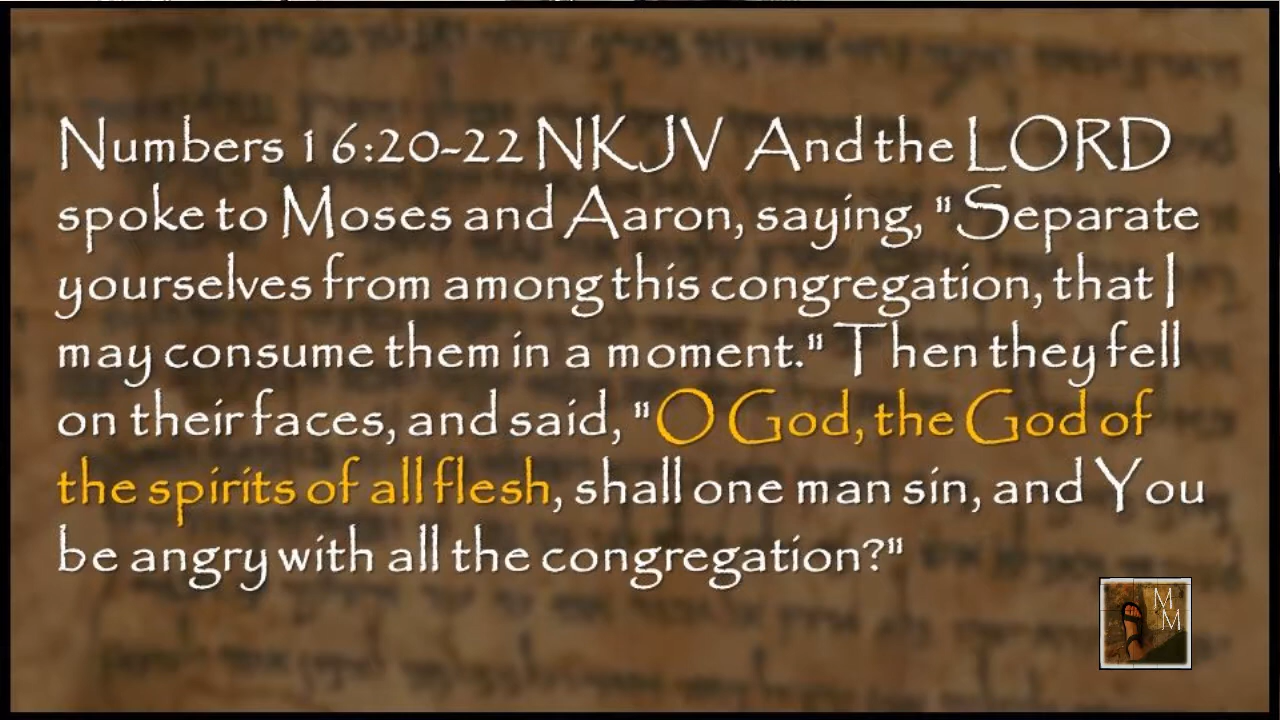 Numbers 16:20-22 NKJV And the LORD
spoke to Moses and Aaron, saying, "Separate
yourselves from among this congregation, that I
may consume them in a moment." Then they fell
on their faces, and said, "O God, the God of
the spirits of all flesh, shall one man sin, and You
be angry with all the congregation?"
M
M